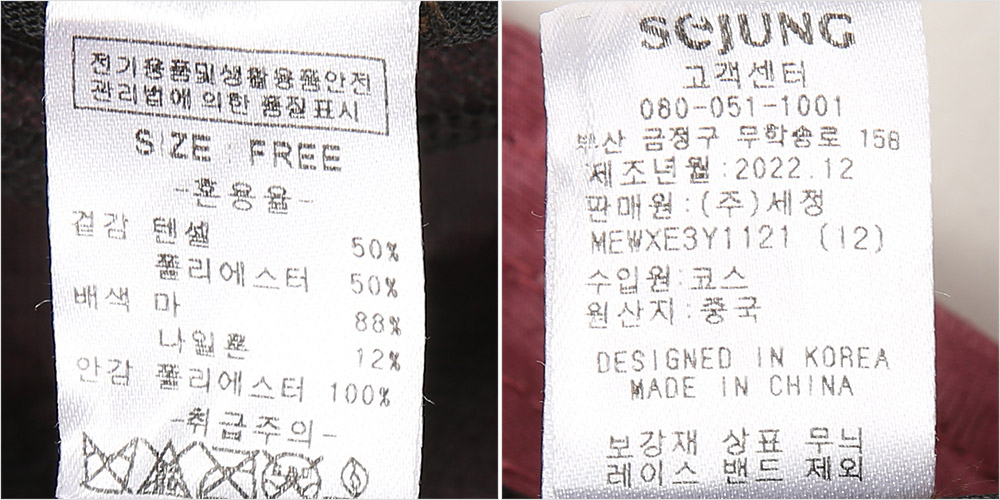 전기용품및생활용품안전
관리법에 의한 품질표시
SIZE : FREE
-혼용율-
겉감 텐셀 50%
폴리에스터 50%
배색 마 88%
나일론 12%
안감 폴리에스터 100%
-취급주의-
SEJUNG
고객센터
080-051-1001
부산 금정구 무학송로 158
제조년월:2022.12
판매원:(주)세정
MEWXE3Y1121 (12)
수입원:코스
원산지:중국
DESIGNED IN KOREA
MADE IN CHINA
보강재 상표 무늬
레이스 밴드 제외